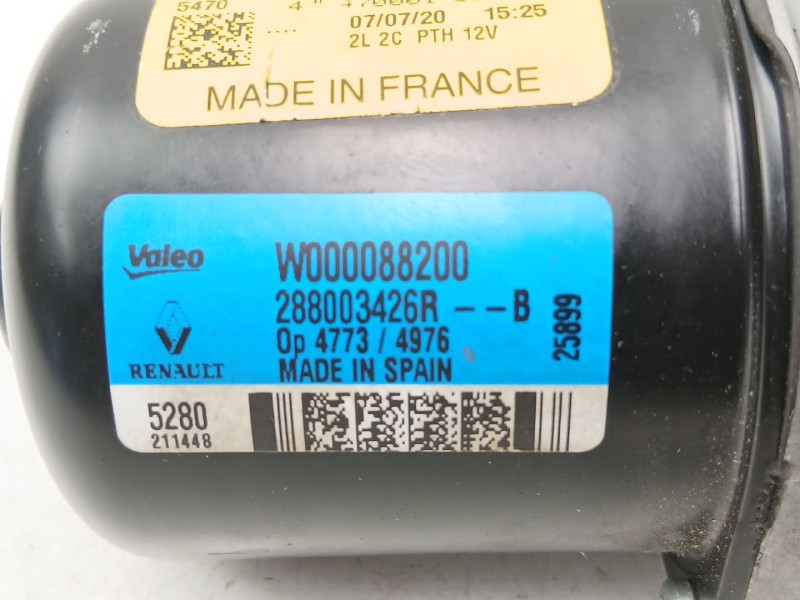 5470
07/07/20 15:25
2L 2C PTH 12V
MADE IN FRANCE
Valeo W000088200
288003426R -- B
Op 4773 / 4976
RENAULT MADE IN SPAIN
25899
5280
211448